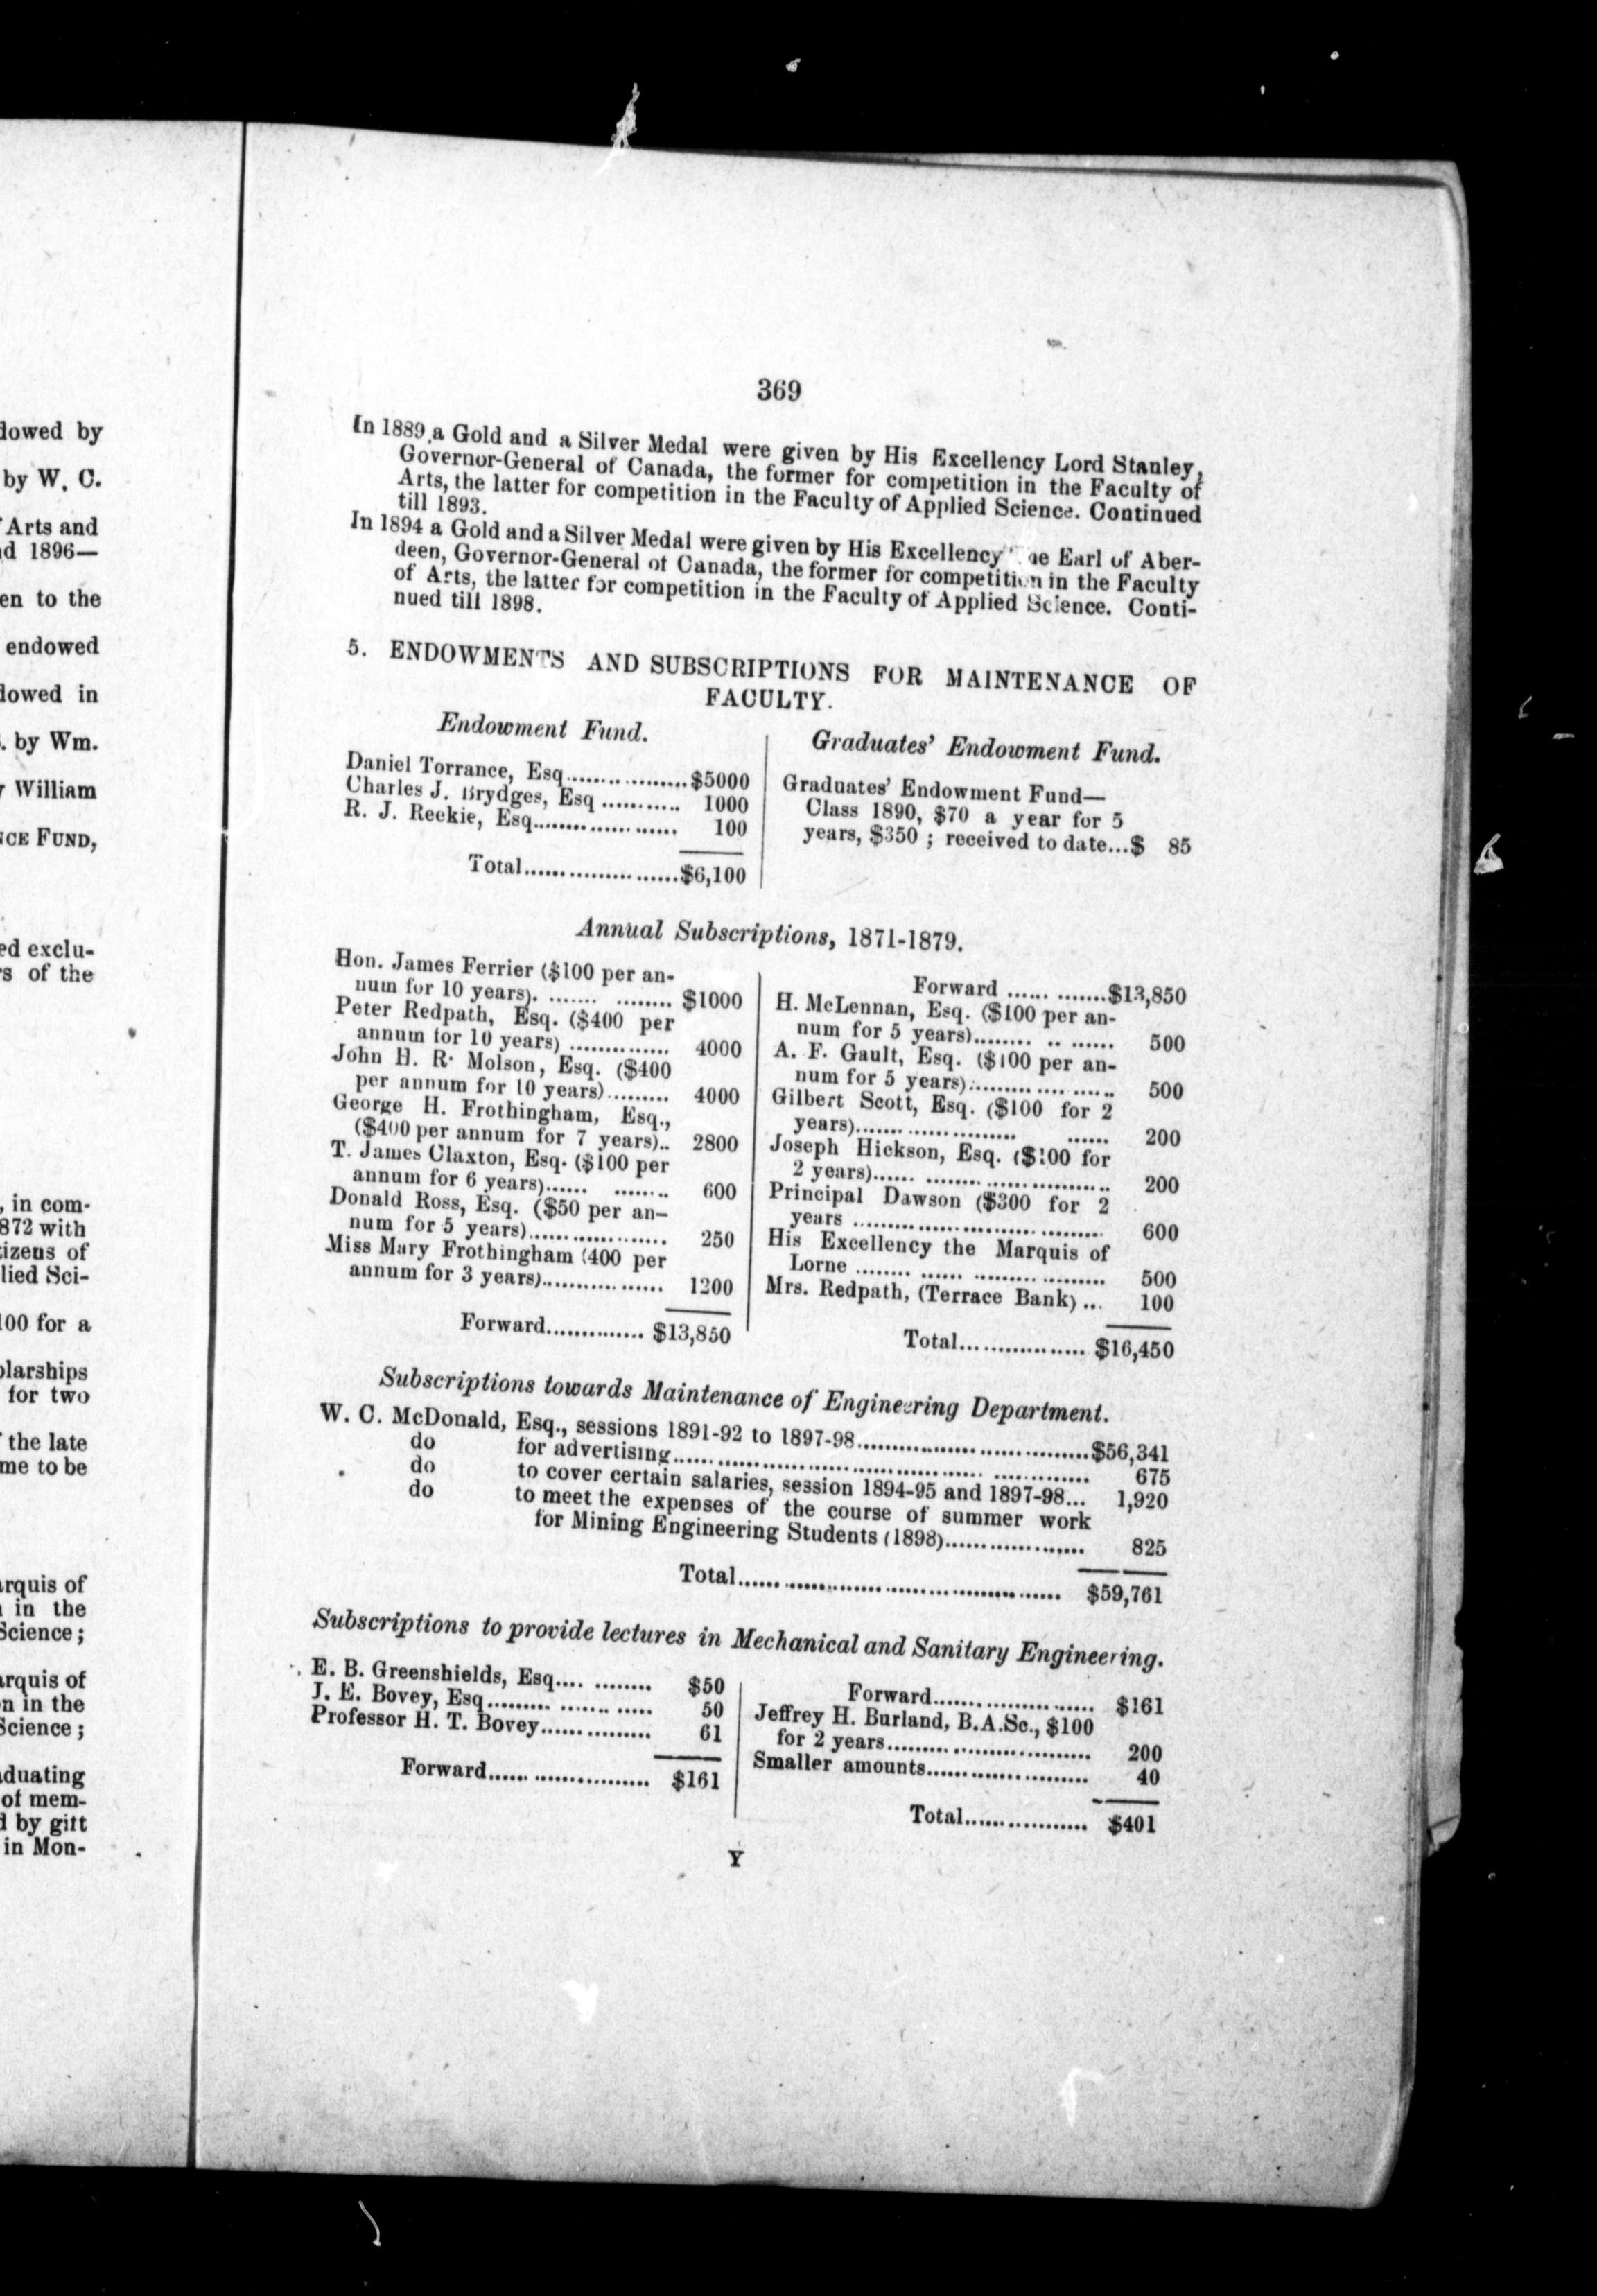 dowed by
by W. C.
Arts and
d 1896—
en to the
endowed
dowed in
. by Wm.
William
NCE FUND,
ed exclu-
s of the
, in com-
872 with
tizens of
lied Sci-
100 for a
olarships
for two
the late
me to be
arquis of
in the
Science;
arquis of
n in the
Science;
aduating
of mem-
d by gift
in Mon-
369
In 1889 a Gold and a Silver Medal were given by His Excellency Lord Stanley,
Governor-General of Canada, the former for competition in the Faculty of
Arts, the latter for competition in the Faculty of Applied Science. Continued
till 1893.
In 1894 a Gold and a Silver Medal were given by His Excellency the Earl of Aber-
deen, Governor-General of Canada, the former for competition in the Faculty
of Arts, the latter for competition in the Faculty of Applied Science. Conti-
nued till 1898.
5. ENDOWMENTS AND SUBSCRIPTIONS FOR MAINTENANCE OF
FACULTY.
Endowment Fund.
Daniel Torrance, Esq..................$5000
Charles J. Brydges, Esq ........... 1000
R. J. Reekie, Esq..................... 100
Total.......................$6,100
Graduates' Endowment Fund.
Graduates' Endowment Fund—
Class 1890, $70 a year for 5
years, $350 ; received to date...$ 85
Annual Subscriptions, 1871-1879.
Hon. James Ferrier ($100 per an-
num for 10 years). ....... ........ $1000
Peter Redpath, Esq. ($400 per
annum for 10 years) .............. 4000
John H. R. Molson, Esq. ($400
per annum for 10 years)......... 4000
George H. Frothingham, Esq.,
($400 per annum for 7 years).. 2800
T. James Claxton, Esq. ($100 per
annum for 6 years)...... ........ 600
Donald Ross, Esq. ($50 per an-
num for 5 years).................... 250
Miss Mary Frothingham (400 per
annum for 3 years).................. 1200
Forward.............. $13,850
Forward ...... .......$13,850
H. McLennan, Esq. ($100 per an-
num for 5 years)........ .. ...... 500
A. F. Gault, Esq. ($100 per an-
num for 5 years)..................... 500
Gilbert Scott, Esq. ($100 for 2
years)....................... ...... 200
Joseph Hickson, Esq. ($100 for
2 years)...... ........................ 200
Principal Dawson ($300 for 2
years .................................. 600
His Excellency the Marquis of
Lorne ........ ...... .................. 500
Mrs. Redpath, (Terrace Bank) ... 100
Total.................. $16,450
Subscriptions towards Maintenance of Engineering Department.
W. C. McDonald, Esq., sessions 1891-92 to 1897-98.................................$56,341
do for advertising.................................................. 675
do to cover certain salaries, session 1894-95 and 1897-98... 1,920
do to meet the expenses of the course of summer work
for Mining Engineering Students (1898).................... 825
Total.............................................. $59,761
Subscriptions to provide lectures in Mechanical and Sanitary Engineering.
E. B. Greenshields, Esq.... ......... $50
J. E. Bovey, Esq......... .............. 50
Professor H. T. Bovey............... 61
Forward...... ................. $161
Forward....................... $161
Jeffrey H. Burland, B.A.Sc., $100
for 2 years............................... 200
Smaller amounts........................ 40
Total.................. $401
Y